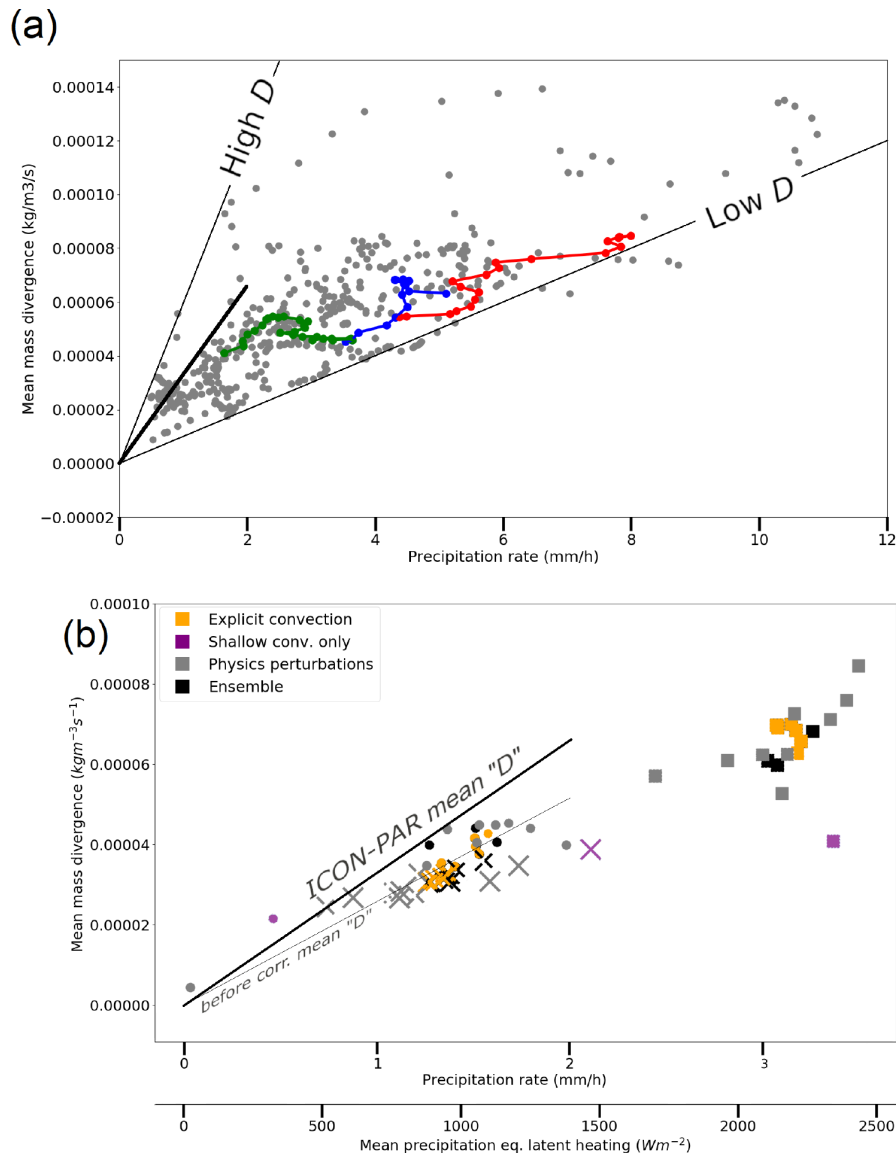 (a)
Mean mass divergence (kg/m3/s)
0.00014
0.00012
0.00010
0.00008
0.00006
0.00004
0.00002
0.00000
−0.00002
High D
Low D
0 2 4 6 8 10 12
Precipitation rate (mm/h)
(b)
Explicit convection
Shallow conv. only
Physics perturbations
Ensemble
Mean mass divergence (kgm⁻³s⁻¹)
0.00010
0.00008
0.00006
0.00004
0.00002
0.00000
ICON-PAR mean "D"
before corr. mean "D"
0 1 2 3
Precipitation rate (mm/h)
0 500 1000 1500 2000 2500
Mean precipitation eq. latent heating (Wm⁻²)